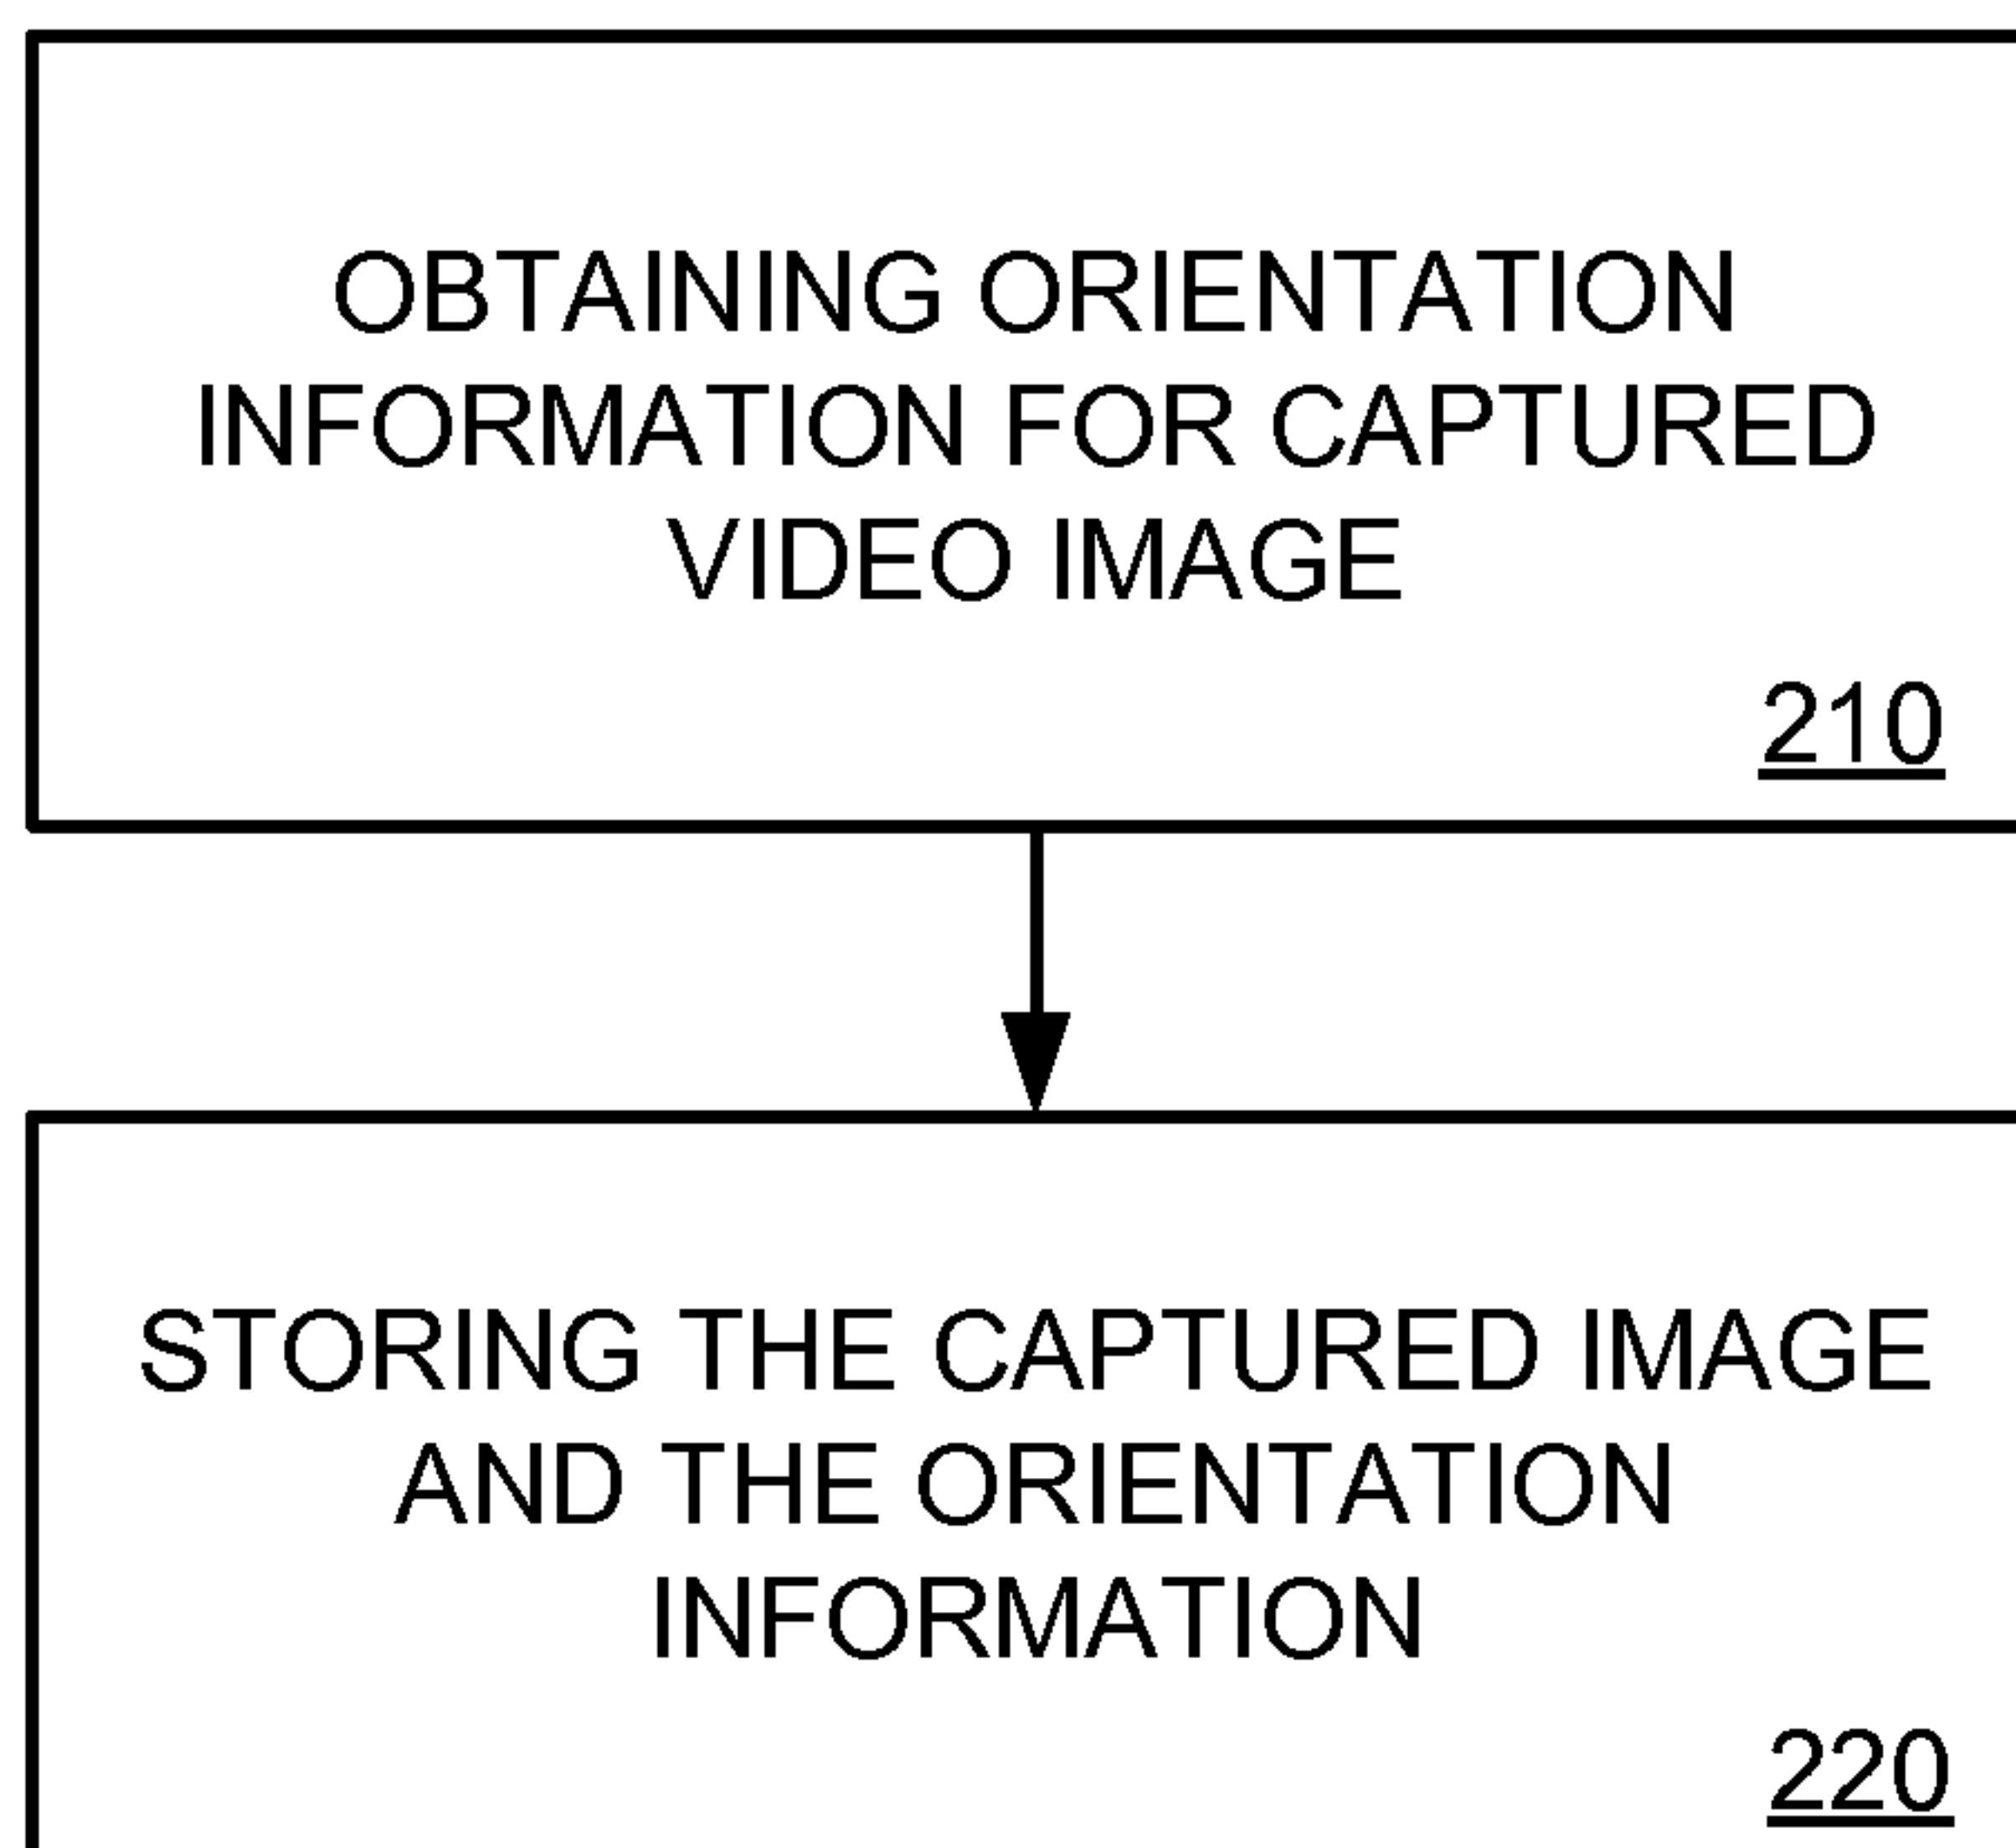 OBTAINING ORIENTATION
INFORMATION FOR CAPTURED
VIDEO IMAGE
210
STORING THE CAPTURED IMAGE
AND THE ORIENTATION
INFORMATION
220